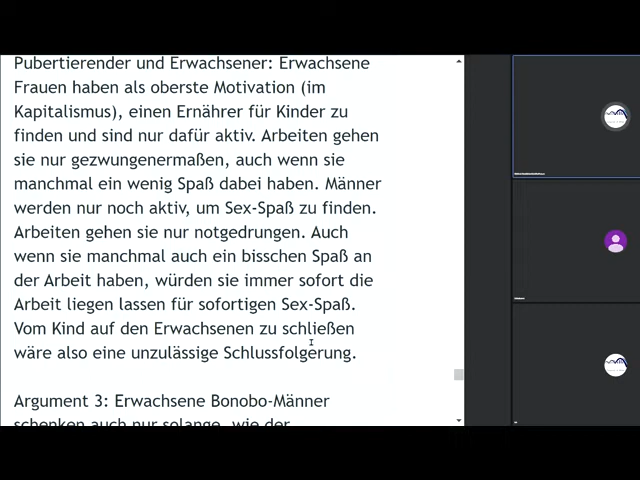 Pubertierender und Erwachsener: Erwachsene
Frauen haben als oberste Motivation (im
Kapitalismus), einen Ernährer für Kinder zu
finden und sind nur dafür aktiv. Arbeiten gehen
sie nur gezwungenermaßen, auch wenn sie
manchmal ein wenig Spaß dabei haben. Männer
werden nur noch aktiv, um Sex-Spaß zu finden.
Arbeiten gehen sie nur notgedrungen. Auch
wenn sie manchmal auch ein bisschen Spaß an
der Arbeit haben, würden sie immer sofort die
Arbeit liegen lassen für sofortigen Sex-Spaß.
Vom Kind auf den Erwachsenen zu schließen
wäre also eine unzulässige Schlussfolgerung.
Argument 3: Erwachsene Bonobo-Männer
schenken auch nur solange, wie der